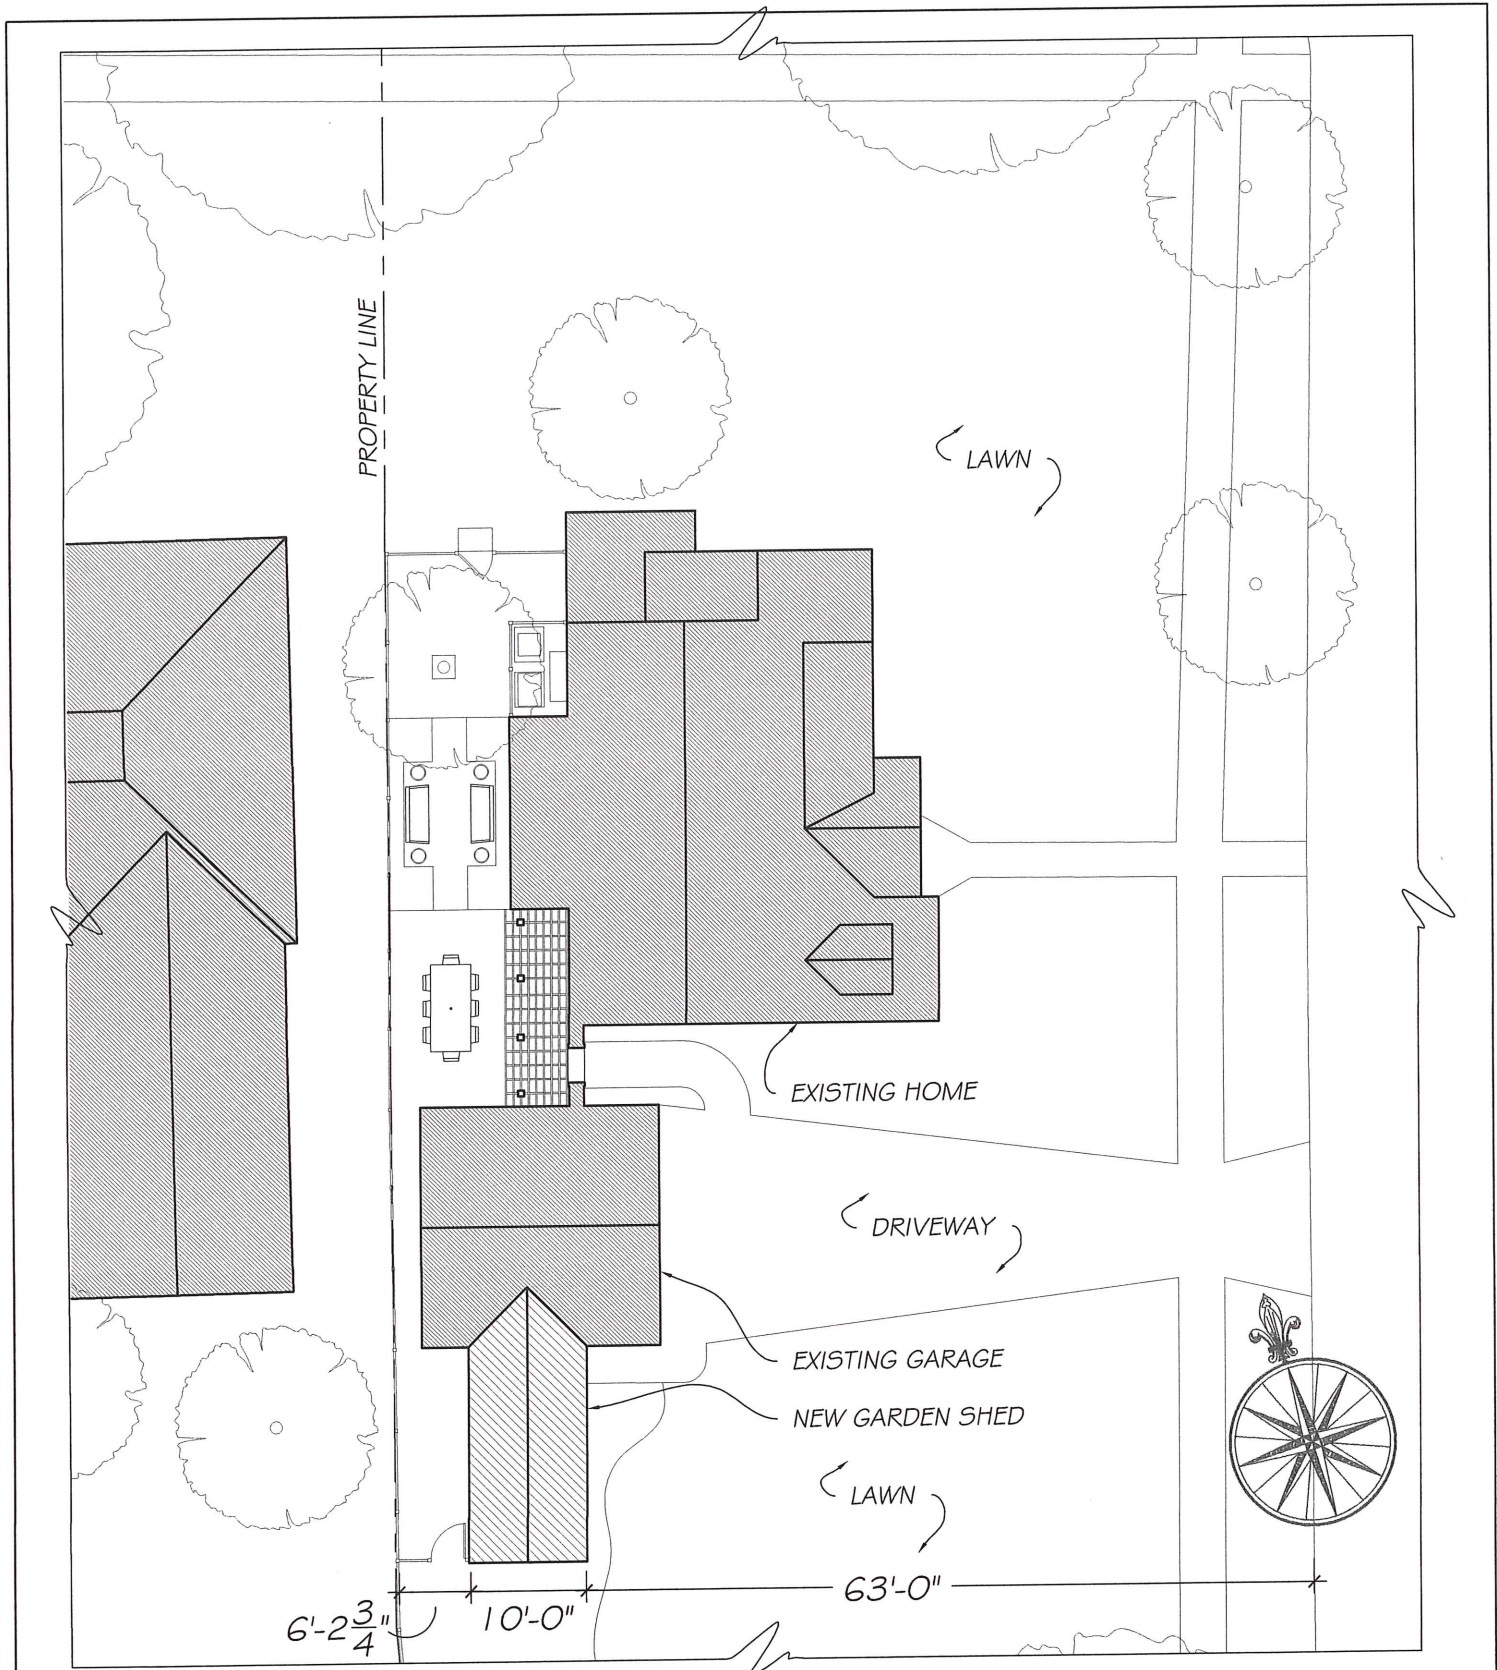 PROPERTY LINE
LAWN
EXISTING HOME
DRIVEWAY
EXISTING GARAGE
NEW GARDEN SHED
LAWN
6'-2 3/4"
10'-0"
63'-0"